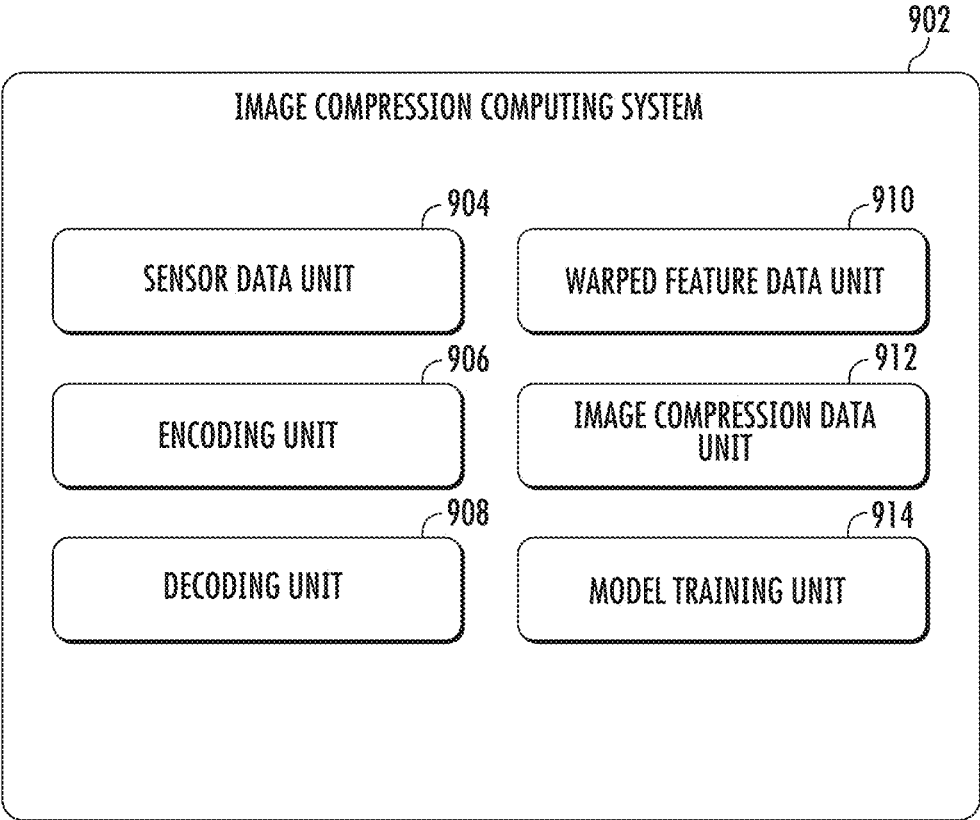 902
IMAGE COMPRESSION COMPUTING SYSTEM
904
SENSOR DATA UNIT
910
WARPED FEATURE DATA UNIT
906
ENCODING UNIT
912
IMAGE COMPRESSION DATA
UNIT
908
DECODING UNIT
914
MODEL TRAINING UNIT